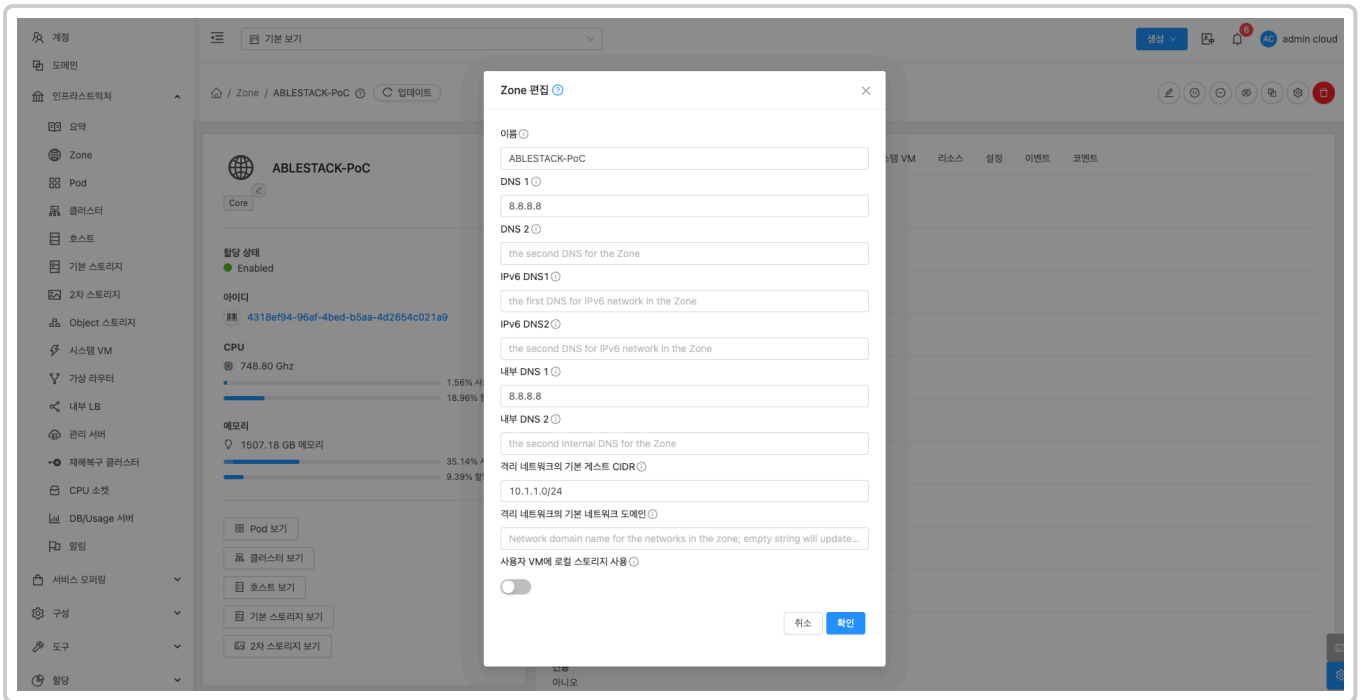 계정
도메인
인프라스트럭쳐
요약
Zone
Pod
클러스터
호스트
기본 스토리지
2차 스토리지
Object 스토리지
시스템 VM
가상 라우터
내부 LB
관리 서버
재해복구 클러스터
CPU 소켓
DB/Usage 서버
알림
서비스 오퍼링
구성
도구
할당
기본 보기
생성
6
AC admin cloud
/ Zone / ABLESTACK-PoC
업데이트
ABLESTACK-PoC
Core
할당 상태
Enabled
아이디
4318ef94-96af-4bed-b5aa-4d2654c021a9
CPU
748.80 Ghz
1.56%
18.96%
메모리
1507.18 GB 메모리
35.14%
9.39%
Pod 보기
클러스터 보기
호스트 보기
기본 스토리지 보기
2차 스토리지 보기
VM 리소스 설정 이벤트 코멘트
Zone 편집
이름
ABLESTACK-PoC
DNS 1
8.8.8.8
DNS 2
the second DNS for the Zone
IPv6 DNS1
the first DNS for IPv6 network in the Zone
IPv6 DNS2
the second DNS for IPv6 network in the Zone
내부 DNS 1
8.8.8.8
내부 DNS 2
the second internal DNS for the Zone
격리 네트워크의 기본 게스트 CIDR
10.1.1.0/24
격리 네트워크의 기본 네트워크 도메인
Network domain name for the networks in the zone; empty string will update...
사용자 VM에 로컬 스토리지 사용
취소
확인
아니오